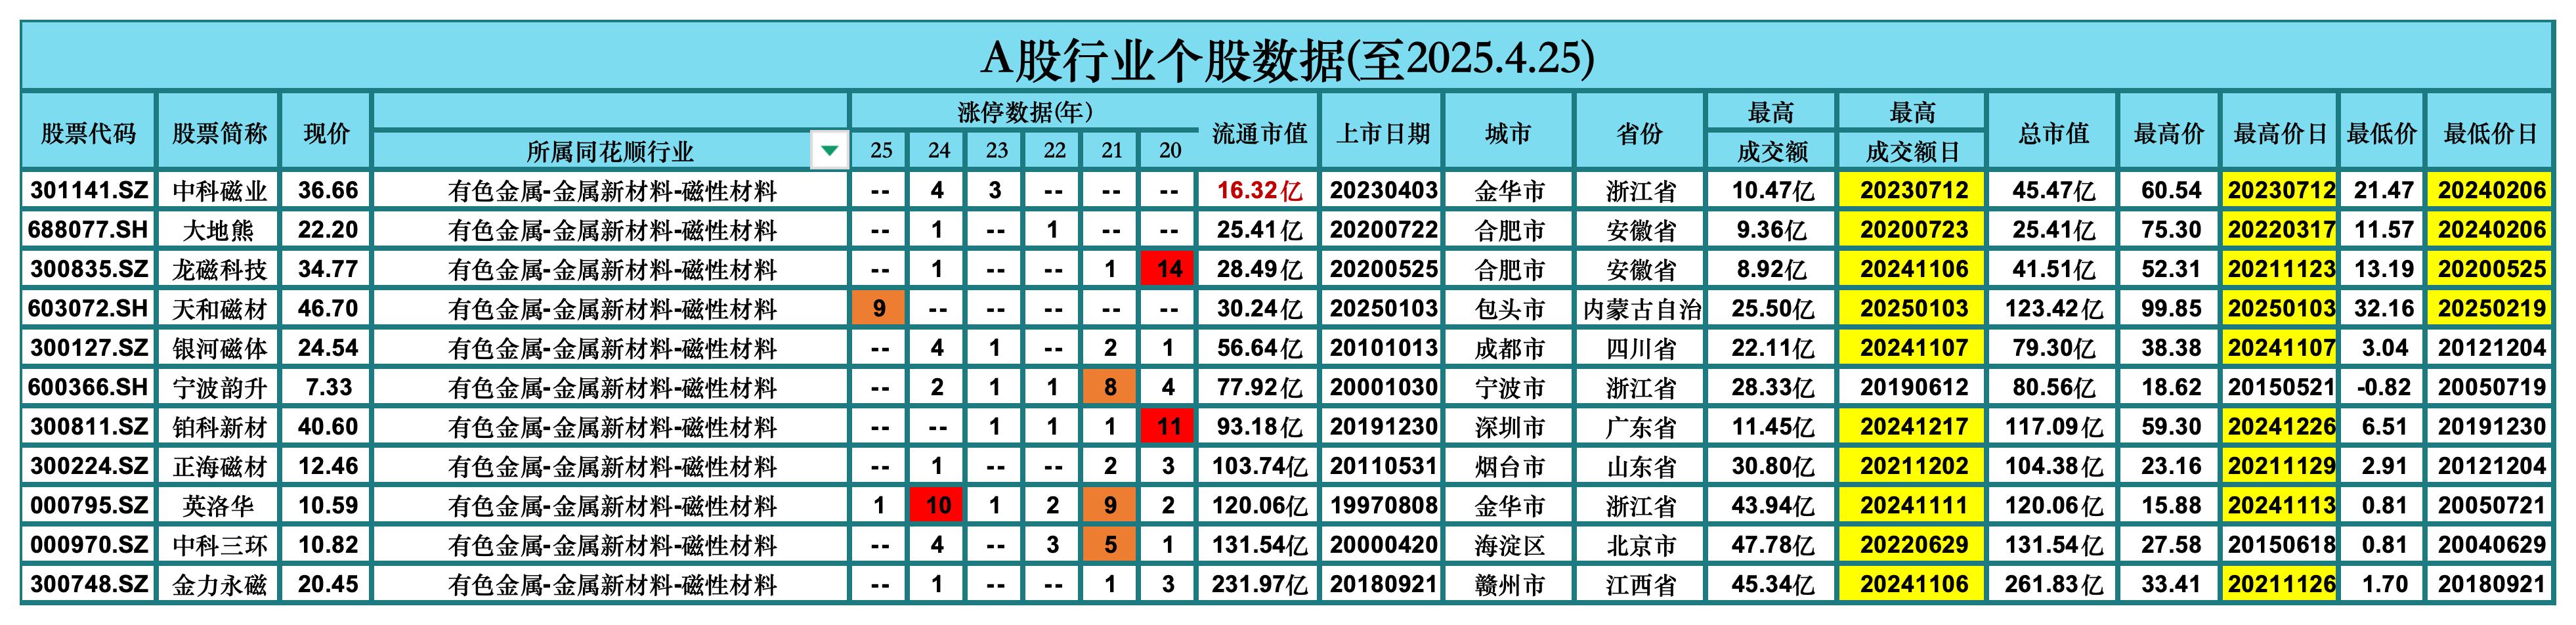 A股行业个股数据(至2025.4.25)
股票代码 股票简称 现价 所属同花顺行业 涨停数据(年) 25 24 23 22 21 20 流通市值 上市日期 城市 省份 最高成交额 最高成交额日 总市值 最高价 最高价日 最低价 最低价日
301141.SZ 中科磁业 36.66 有色金属-金属新材料-磁性材料 -- 4 3 -- -- -- 16.32亿 20230403 金华市 浙江省 10.47亿 20230712 45.47亿 60.54 20230712 21.47 20240206
688077.SH 大地熊 22.20 有色金属-金属新材料-磁性材料 -- 1 -- 1 -- -- 25.41亿 20200722 合肥市 安徽省 9.36亿 20200723 25.41亿 75.30 20220317 11.57 20240206
300835.SZ 龙磁科技 34.77 有色金属-金属新材料-磁性材料 -- 1 -- -- 1 14 28.49亿 20200525 合肥市 安徽省 8.92亿 20241106 41.51亿 52.31 20211123 13.19 20200525
603072.SH 天和磁材 46.70 有色金属-金属新材料-磁性材料 9 -- -- -- -- -- 30.24亿 20250103 包头市 内蒙古自治 25.50亿 20250103 123.42亿 99.85 20250103 32.16 20250219
300127.SZ 银河磁体 24.54 有色金属-金属新材料-磁性材料 -- 4 1 -- 2 1 56.64亿 20101013 成都市 四川省 22.11亿 20241107 79.30亿 38.38 20241107 3.04 20121204
600366.SH 宁波韵升 7.33 有色金属-金属新材料-磁性材料 -- 2 1 1 8 4 77.92亿 20001030 宁波市 浙江省 28.33亿 20190612 80.56亿 18.62 20150521 -0.82 20050719
300811.SZ 铂科新材 40.60 有色金属-金属新材料-磁性材料 -- -- 1 1 1 11 93.18亿 20191230 深圳市 广东省 11.45亿 20241217 117.09亿 59.30 20241226 6.51 20191230
300224.SZ 正海磁材 12.46 有色金属-金属新材料-磁性材料 -- 1 -- -- 2 3 103.74亿 20110531 烟台市 山东省 30.80亿 20211202 104.38亿 23.16 20211129 2.91 20121204
000795.SZ 英洛华 10.59 有色金属-金属新材料-磁性材料 1 10 1 2 9 2 120.06亿 19970808 金华市 浙江省 43.94亿 20241111 120.06亿 15.88 20241113 0.81 20050721
000970.SZ 中科三环 10.82 有色金属-金属新材料-磁性材料 -- 4 -- 3 5 1 131.54亿 20000420 海淀区 北京市 47.78亿 20220629 131.54亿 27.58 20150618 0.81 20040629
300748.SZ 金力永磁 20.45 有色金属-金属新材料-磁性材料 -- 1 -- -- 1 3 231.97亿 20180921 赣州市 江西省 45.34亿 20241106 261.83亿 33.41 20211126 1.70 20180921